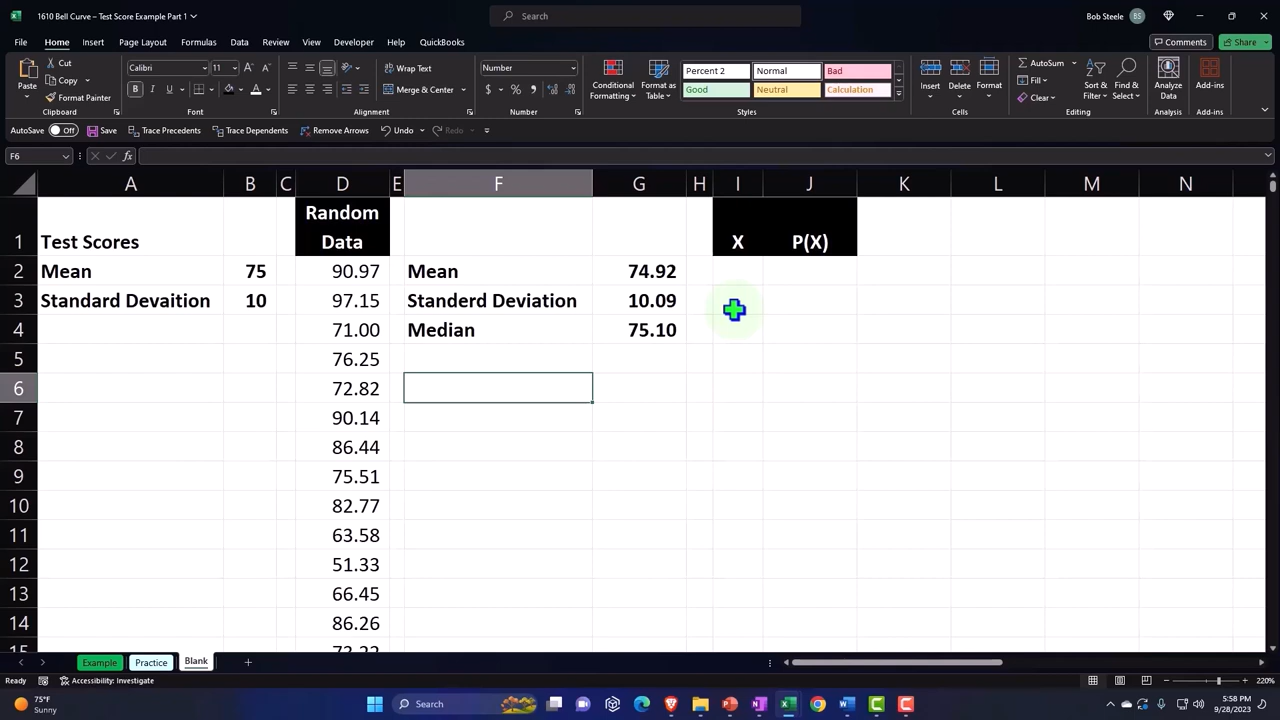 1610 Bell Curve – Test Score Example Part 1
Search
Bob Steele
BS
File Home Insert Page Layout Formulas Data Review View Developer Help QuickBooks
Comments
Share
Paste
Cut
Copy
Format Painter
Clipboard
Calibri
11
Font
Wrap Text
Merge & Center
Alignment
Number
Number
Conditional
Formatting
Format as
Table
Percent 2
Normal
Bad
Good
Neutral
Calculation
Styles
Insert
Delete
Format
Cells
AutoSum
Fill
Clear
Sort &
Filter
Find &
Select
Editing
Analyze
Data
Analysis
Add-ins
Add-ins
AutoSave Off Save Trace Precedents Trace Dependents Remove Arrows Undo Redo
F6
fx
A B C D E F G H I J K L M N
Random
1 Test Scores Data X P(X)
2 Mean 75 90.97 Mean 74.92
3 Standard Devaition 10 97.15 Standerd Deviation 10.09
4 71.00 Median 75.10
5 76.25
6 72.82
7 90.14
8 86.44
9 75.51
10 82.77
11 63.58
12 51.33
13 66.45
14 86.26
Example Practice Blank
Ready Accessibility: Investigate
220%
75°F
Sunny
Search
5:58 PM
9/28/2023